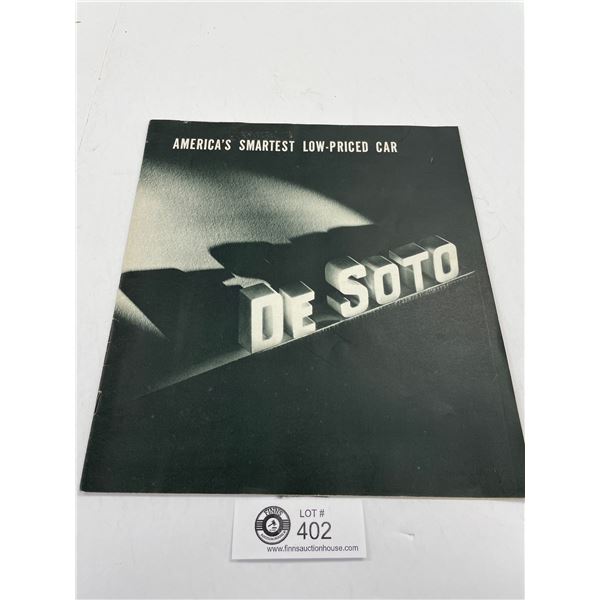 AMERICA'S SMARTEST LOW-PRICED CAR
DE SOTO
LOT #
402
www.finnsauctionhouse.com